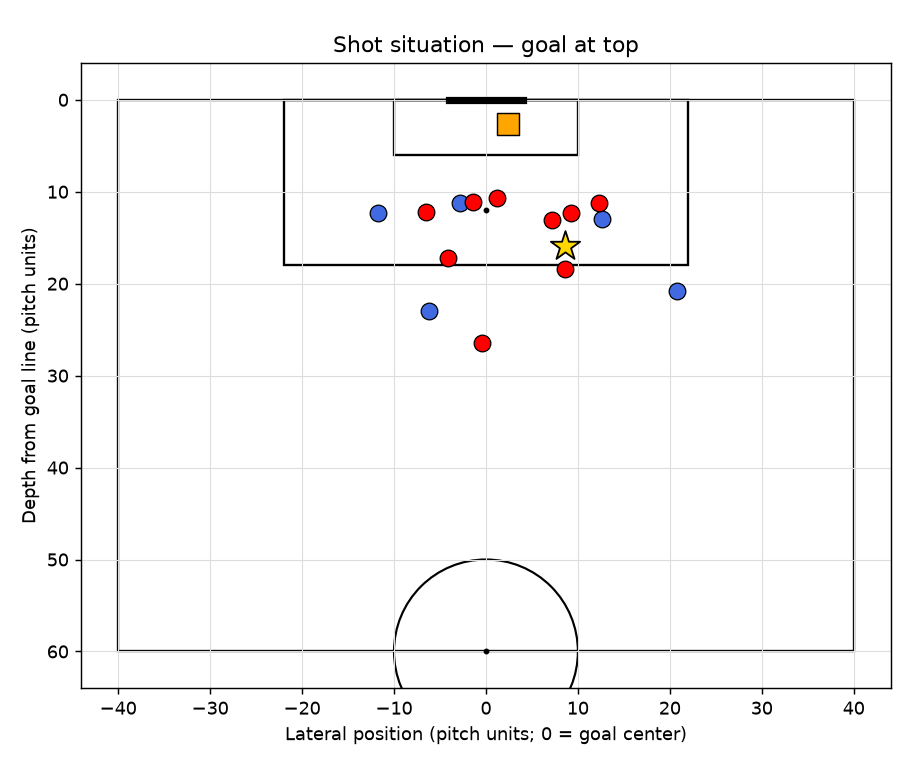 Shot situation — goal at top
0
10
20
30
40
50
60
Depth from goal line (pitch units)
−40 −30 −20 −10 0 10 20 30 40
Lateral position (pitch units; 0 = goal center)